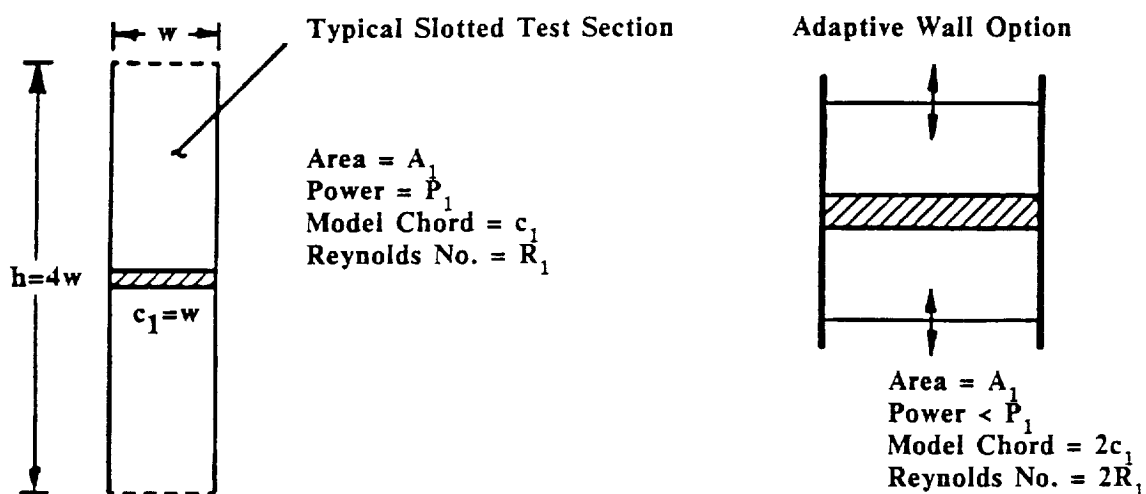 w
Typical Slotted Test Section
Area = A₁
Power = P₁
Model Chord = c₁
Reynolds No. = R₁
h=4w
c₁=w
Adaptive Wall Option
Area = A₁
Power < P₁
Model Chord = 2c₁
Reynolds No. = 2R₁